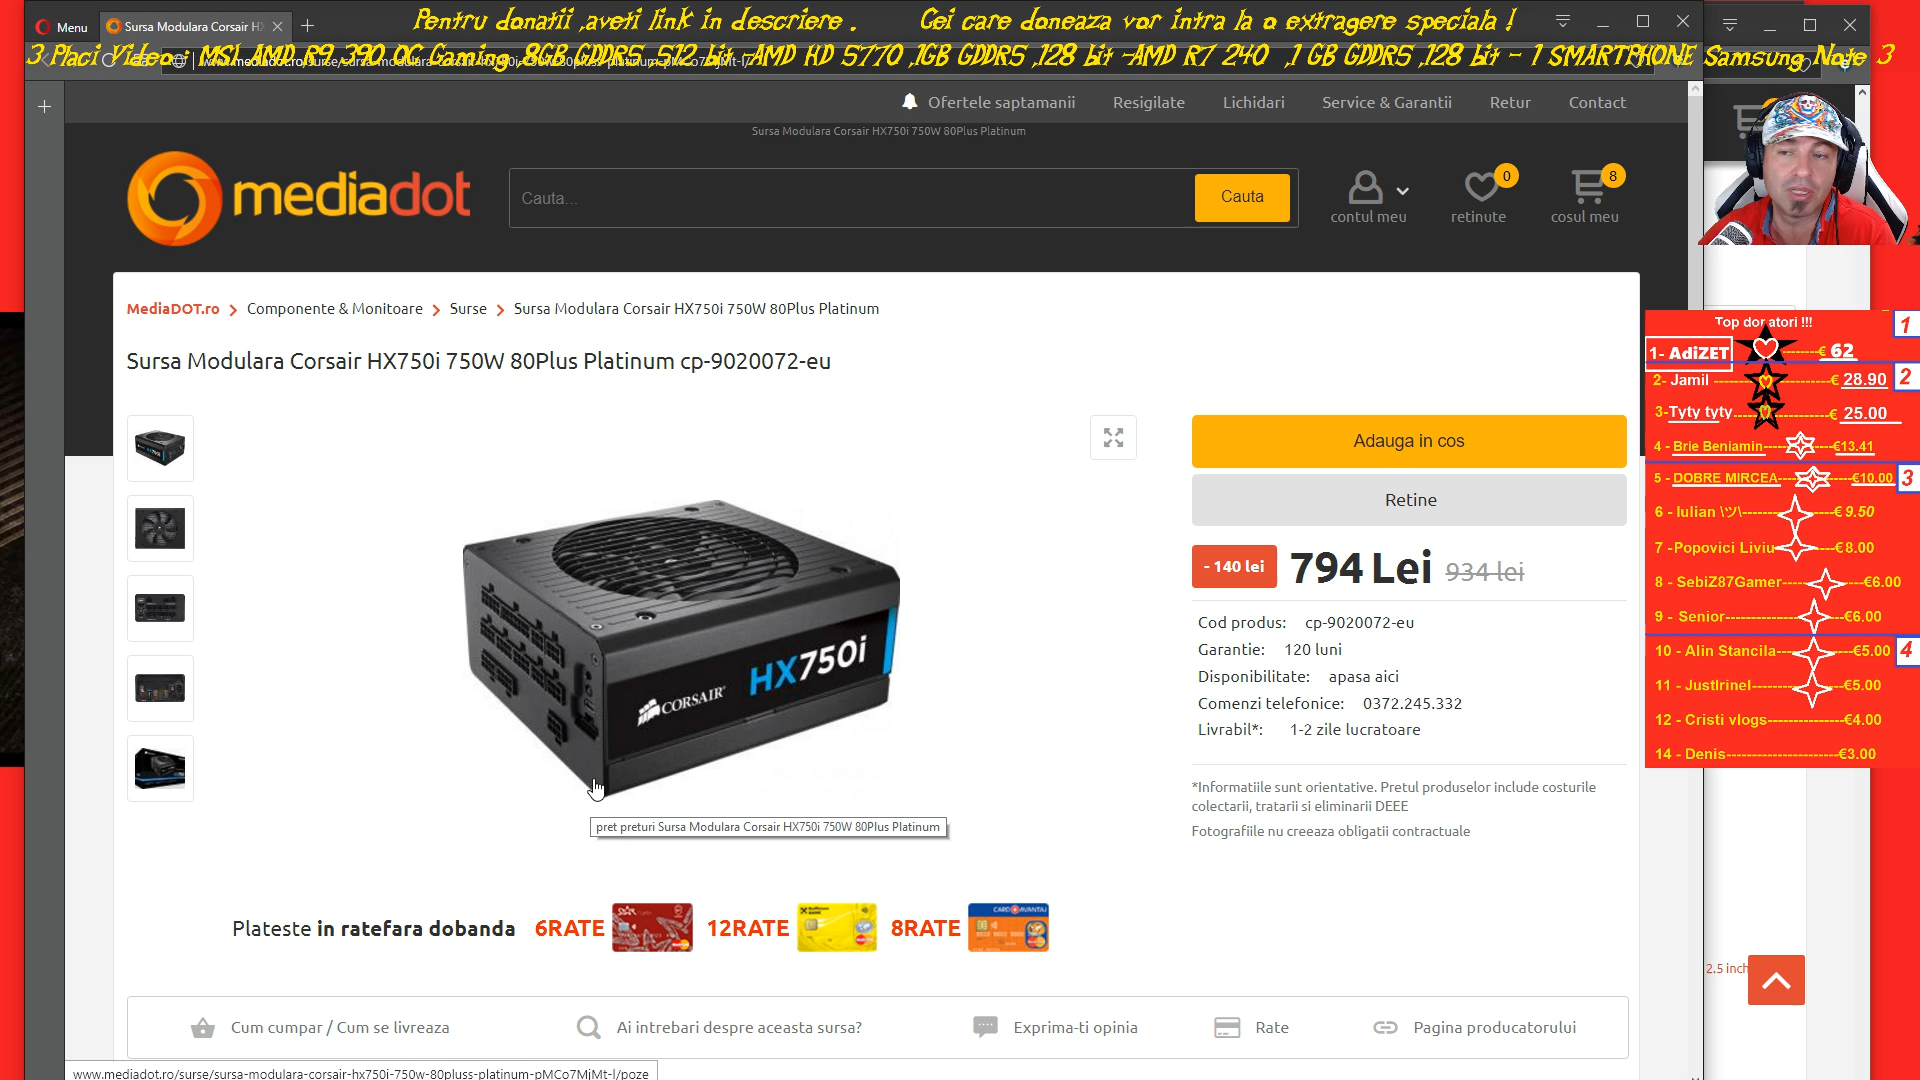 Menu
Sursa Modulara Corsair H
Pentru donatii ,aveti link in descriere .
Cei care doneaza vor intra la o extragere speciala !
3 Placi Video : MSI AMD R9 390 OC Gaming 8GB GDDR5 ,512 bit -AMD HD 5770 ,1GB GDDR5 ,128 bit -AMD R7 240 ,1 GB GDDR5 ,128 bit - 1 SMARTPHONE Samsung Note 3
Ofertele saptamanii
Resigilate
Lichidari
Service & Garantii
Retur
Contact
Sursa Modulara Corsair HX750i 750W 80Plus Platinum
mediadot
Cauta...
Cauta
contul meu
0
retinute
8
cosul meu
MediaDOT.ro
Componente & Monitoare
Surse
Sursa Modulara Corsair HX750i 750W 80Plus Platinum
Sursa Modulara Corsair HX750i 750W 80Plus Platinum cp-9020072-eu
CORSAIR
HX750i
pret preturi Sursa Modulara Corsair HX750i 750W 80Plus Platinum
Adauga in cos
Retine
- 140 lei
794 Lei
934 lei
Cod produs: cp-9020072-eu
Garantie: 120 luni
Disponibilitate: apasa aici
Comenzi telefonice: 0372.245.332
Livrabil*: 1-2 zile lucratoare
*Informatiile sunt orientative. Pretul produselor include costurile
colectarii, tratarii si eliminarii DEEE
Fotografiile nu creeaza obligatii contractuale
Plateste in ratefara dobanda
6RATE
12RATE
8RATE
CARD AVANTAJ
Cum cumpar / Cum se livreaza
Ai intrebari despre aceasta sursa?
Exprima-ti opinia
Rate
Pagina producatorului
www.mediadot.ro/surse/sursa-modulara-corsair-hx750i-750w-80pluss-platinum-pMCo7MjMt-l/poze
Top donatori !!!
1
1- AdiZET -------€ 62
2- Jamil € 28.90
2
3-Tyty tyty € 25.00
4 - Brie Beniamin €13.41
5 - DOBRE MIRCEA €10.00
3
6 - Iulian \ツ\ € 9.50
7 -Popovici Liviu €8.00
8 - SebiZ87Gamer €6.00
9 - Senior €6.00
10 - Alin Stancila €5.00
4
11 - JustIrinel €5.00
12 - Cristi vlogs €4.00
14 - Denis €3.00
2.5 inch